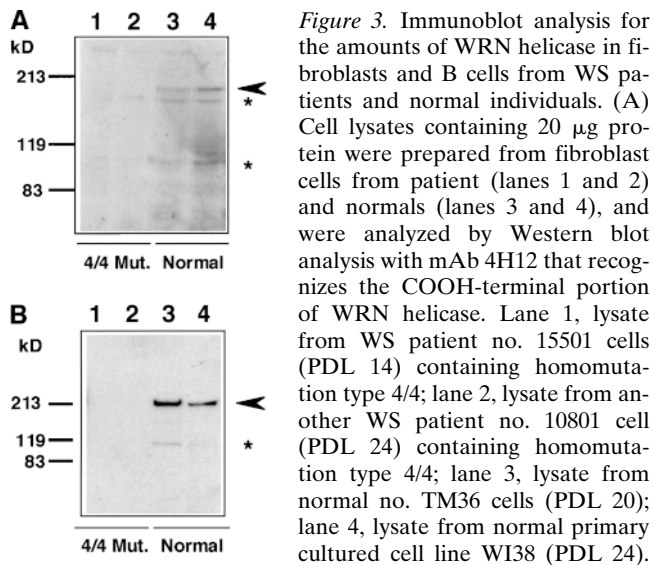 A
kD
1 2 3 4
213
119
83
*
*
4/4 Mut. Normal
B
kD
1 2 3 4
213
119
83
*
4/4 Mut. Normal
Figure 3. Immunoblot analysis for
the amounts of WRN helicase in fi-
broblasts and B cells from WS pa-
tients and normal individuals. (A)
Cell lysates containing 20 μg pro-
tein were prepared from fibroblast
cells from patient (lanes 1 and 2)
and normals (lanes 3 and 4), and
were analyzed by Western blot
analysis with mAb 4H12 that recog-
nizes the COOH-terminal portion
of WRN helicase. Lane 1, lysate
from WS patient no. 15501 cells
(PDL 14) containing homomuta-
tion type 4/4; lane 2, lysate from an-
other WS patient no. 10801 cell
(PDL 24) containing homomuta-
tion type 4/4; lane 3, lysate from
normal no. TM36 cells (PDL 20);
lane 4, lysate from normal primary
cultured cell line WI38 (PDL 24).